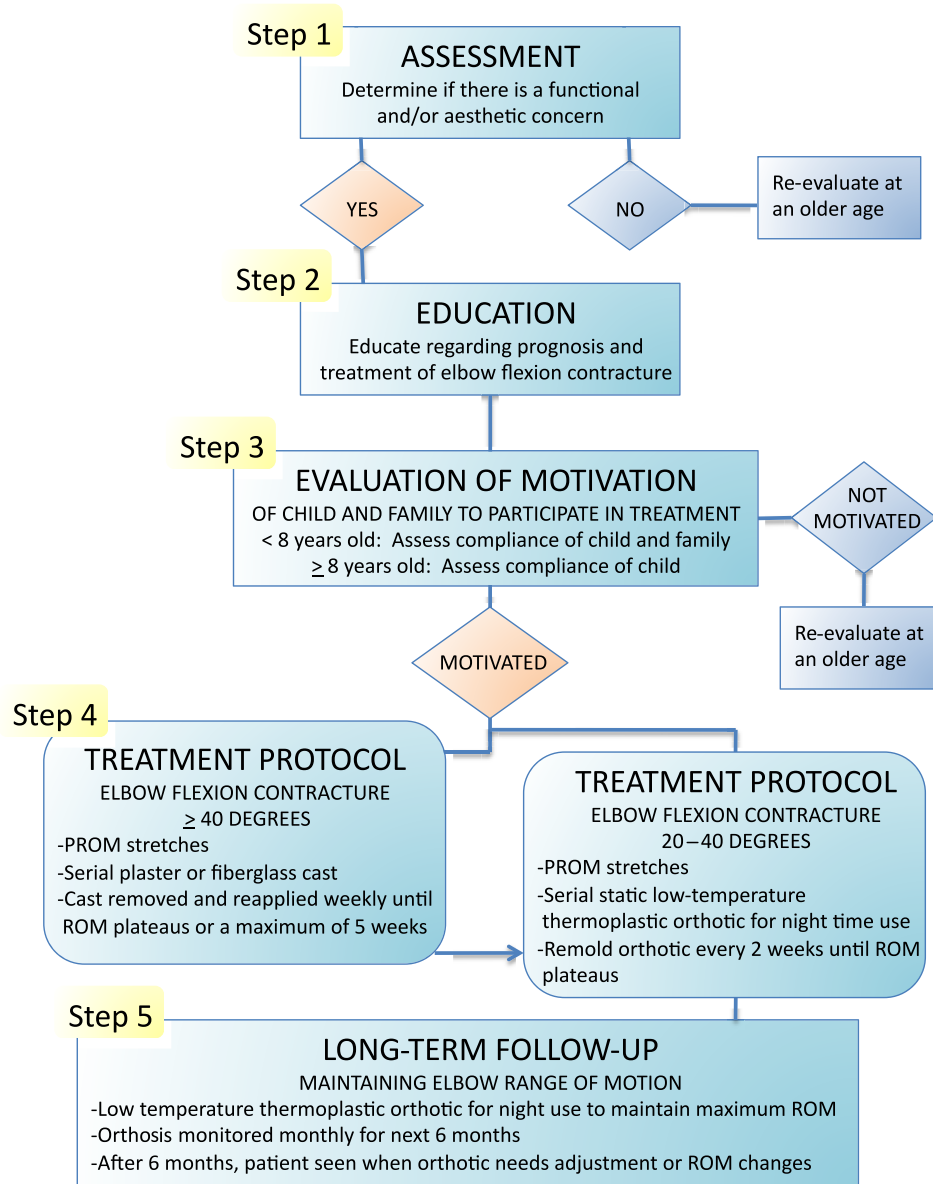 Step 1
ASSESSMENT
Determine if there is a functional
and/or aesthetic concern
YES
NO
Re-evaluate at
an older age
Step 2
EDUCATION
Educate regarding prognosis and
treatment of elbow flexion contracture
Step 3
EVALUATION OF MOTIVATION
OF CHILD AND FAMILY TO PARTICIPATE IN TREATMENT
< 8 years old: Assess compliance of child and family
≥ 8 years old: Assess compliance of child
NOT
MOTIVATED
Re-evaluate at
an older age
MOTIVATED
Step 4
TREATMENT PROTOCOL
ELBOW FLEXION CONTRACTURE
≥ 40 DEGREES
-PROM stretches
-Serial plaster or fiberglass cast
-Cast removed and reapplied weekly until
ROM plateaus or a maximum of 5 weeks
TREATMENT PROTOCOL
ELBOW FLEXION CONTRACTURE
20–40 DEGREES
-PROM stretches
-Serial static low-temperature
thermoplastic orthotic for night time use
-Remold orthotic every 2 weeks until ROM
plateaus
Step 5
LONG-TERM FOLLOW-UP
MAINTAINING ELBOW RANGE OF MOTION
-Low temperature thermoplastic orthotic for night use to maintain maximum ROM
-Orthosis monitored monthly for next 6 months
-After 6 months, patient seen when orthotic needs adjustment or ROM changes